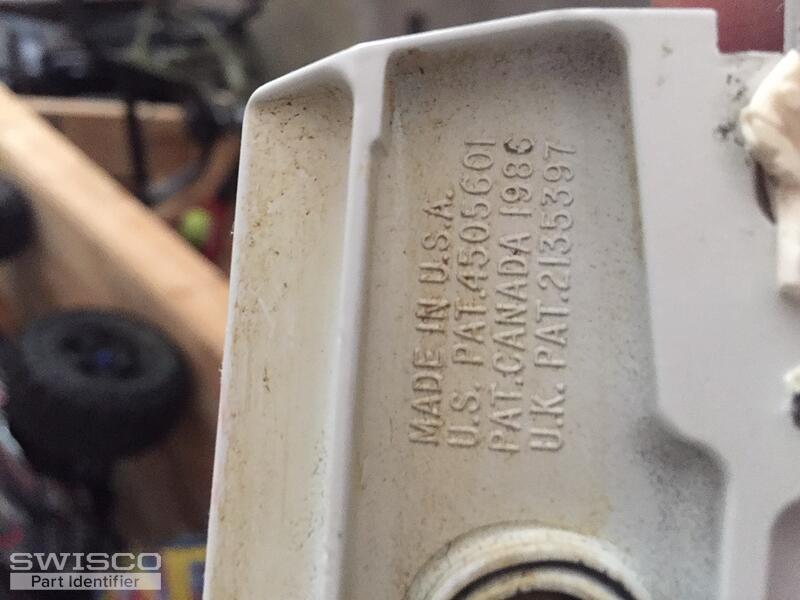 MADE IN U.S.A.
U.S. PAT.4505601
PAT.CANADA 1986
U.K. PAT.2135397
SWISCO
Part Identifier